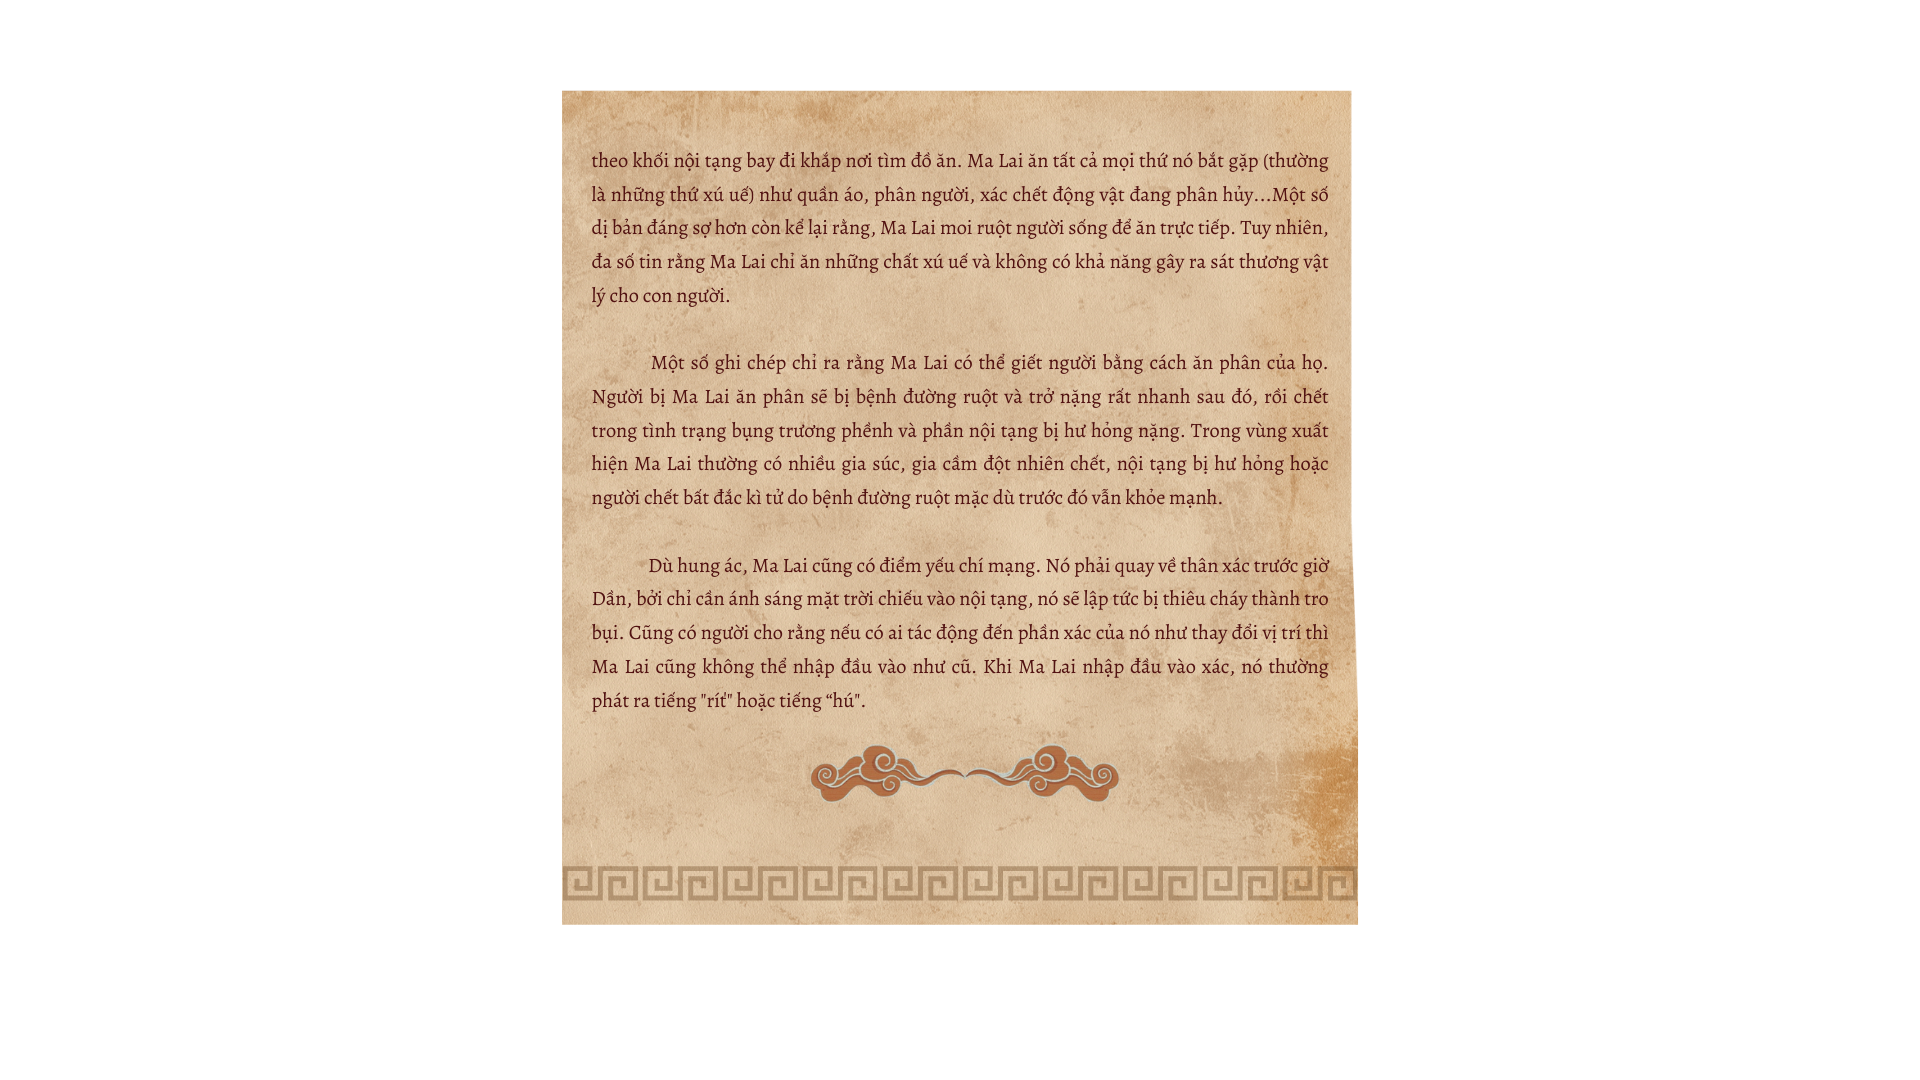 theo khối nội tạng bay đi khắp nơi tìm đồ ăn. Ma Lai ăn tất cả mọi thứ nó bắt gặp (thường
là những thứ xú uế) như quần áo, phân người, xác chết động vật đang phân hủy...Một số
dị bản đáng sợ hơn còn kể lại rằng, Ma Lai moi ruột người sống để ăn trực tiếp. Tuy nhiên,
đa số tin rằng Ma Lai chỉ ăn những chất xú uế và không có khả năng gây ra sát thương vật
lý cho con người.
Một số ghi chép chỉ ra rằng Ma Lai có thể giết người bằng cách ăn phân của họ.
Người bị Ma Lai ăn phân sẽ bị bệnh đường ruột và trở nặng rất nhanh sau đó, rồi chết
trong tình trạng bụng trương phềnh và phần nội tạng bị hư hỏng nặng. Trong vùng xuất
hiện Ma Lai thường có nhiều gia súc, gia cầm đột nhiên chết, nội tạng bị hư hỏng hoặc
người chết bất đắc kì tử do bệnh đường ruột mặc dù trước đó vẫn khỏe mạnh.
Dù hung ác, Ma Lai cũng có điểm yếu chí mạng. Nó phải quay về thân xác trước giờ
Dần, bởi chỉ cần ánh sáng mặt trời chiếu vào nội tạng, nó sẽ lập tức bị thiêu cháy thành tro
bụi. Cũng có người cho rằng nếu có ai tác động đến phần xác của nó như thay đổi vị trí thì
Ma Lai cũng không thể nhập đầu vào như cũ. Khi Ma Lai nhập đầu vào xác, nó thường
phát ra tiếng "rít" hoặc tiếng “hú".